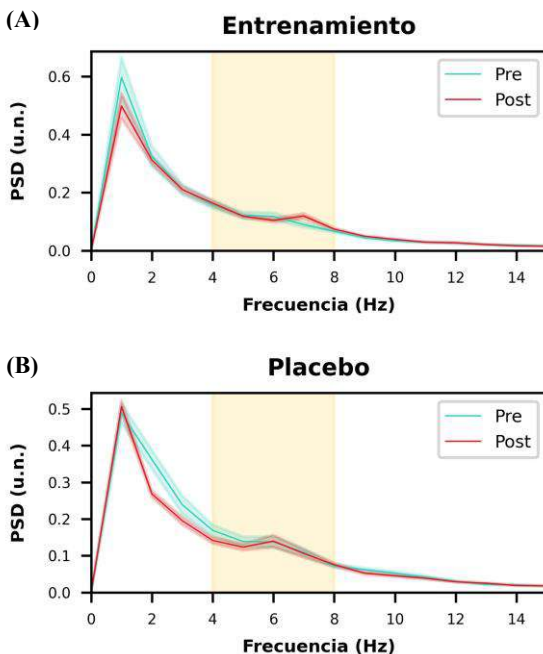 (A)
Entrenamiento
PSD (u.n.)
0.6
0.4
0.2
0.0
Pre
Post
0 2 4 6 8 10 12 14
Frecuencia (Hz)
(B)
Placebo
PSD (u.n.)
0.5
0.4
0.3
0.2
0.1
0.0
Pre
Post
0 2 4 6 8 10 12 14
Frecuencia (Hz)